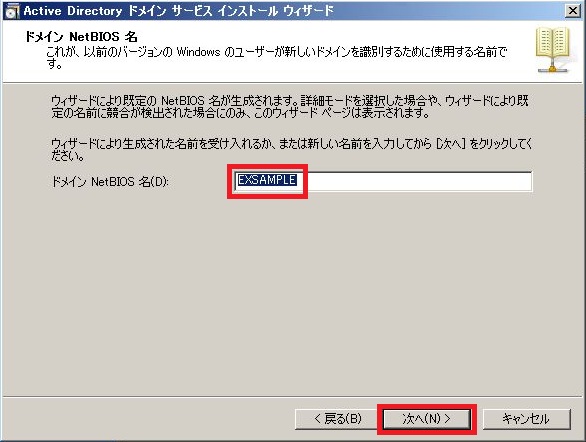 Active Directory ドメイン サービス インストール ウィザード
ドメイン NetBIOS 名
これが、以前のバージョンの Windows のユーザーが新しいドメインを識別するために使用する名前で
す。
ウィザードにより既定の NetBIOS 名が生成されます。詳細モードを選択した場合や、ウィザードにより既
定の名前に競合が検出された場合にのみ、このウィザード ページは表示されます。
ウィザードにより生成された名前を受け入れるか、または新しい名前を入力してから [次へ] をクリックしてく
ださい。
ドメイン NetBIOS 名(D): EXSAMPLE
< 戻る(B) 次へ(N) > キャンセル